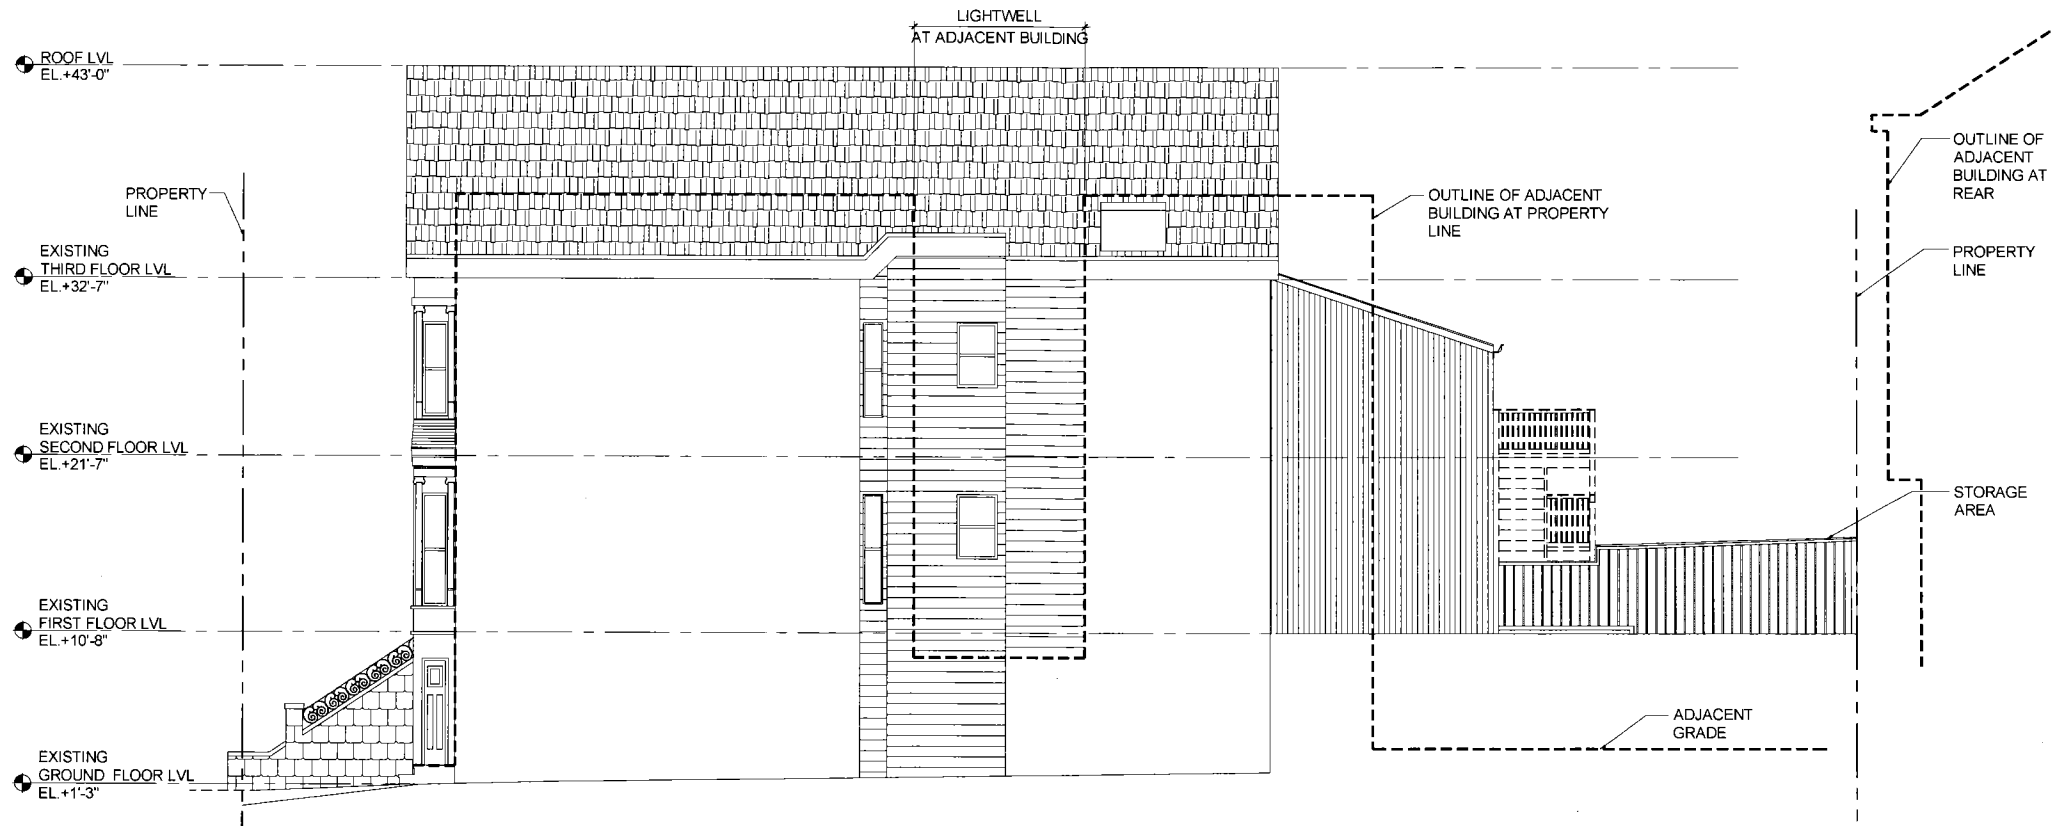 LIGHTWELL
AT ADJACENT BUILDING
ROOF LVL
EL.+43'-0"
PROPERTY
LINE
OUTLINE OF
ADJACENT
BUILDING AT
REAR
OUTLINE OF ADJACENT
BUILDING AT PROPERTY
LINE
EXISTING
THIRD FLOOR LVL
EL.+32'-7"
PROPERTY
LINE
EXISTING
SECOND FLOOR LVL
EL.+21'-7"
STORAGE
AREA
EXISTING
FIRST FLOOR LVL
EL.+10'-8"
ADJACENT
GRADE
EXISTING
GROUND FLOOR LVL
EL.+1'-3"